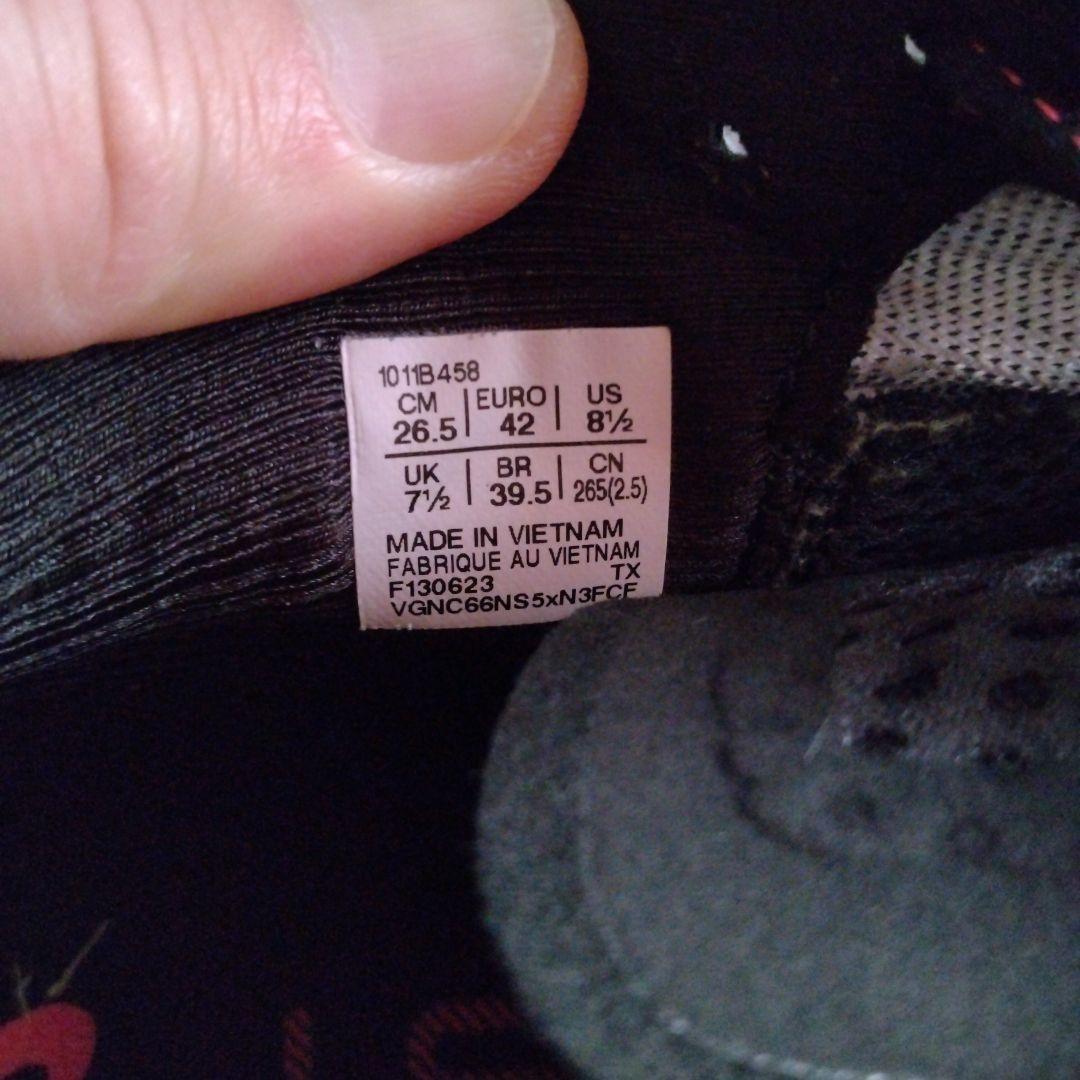 1011B458
CM EURO US
26.5 42 8½
UK BR CN
7½ 39.5 265(2.5)
MADE IN VIETNAM
FABRIQUE AU VIETNAM
F130623 TX
VGNC66NS5xN3FCF